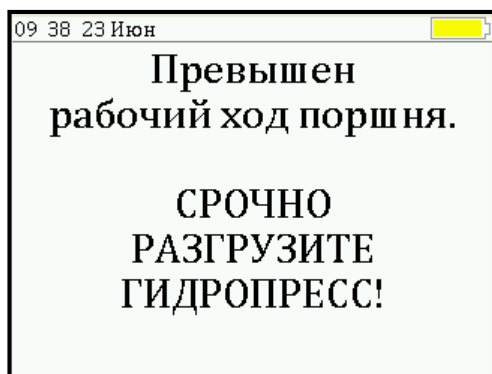 09 38 23 Июн
Превышен
рабочий ход поршня.
СРОЧНО
РАЗГРУЗИТЕ
ГИДРОПРЕСС!